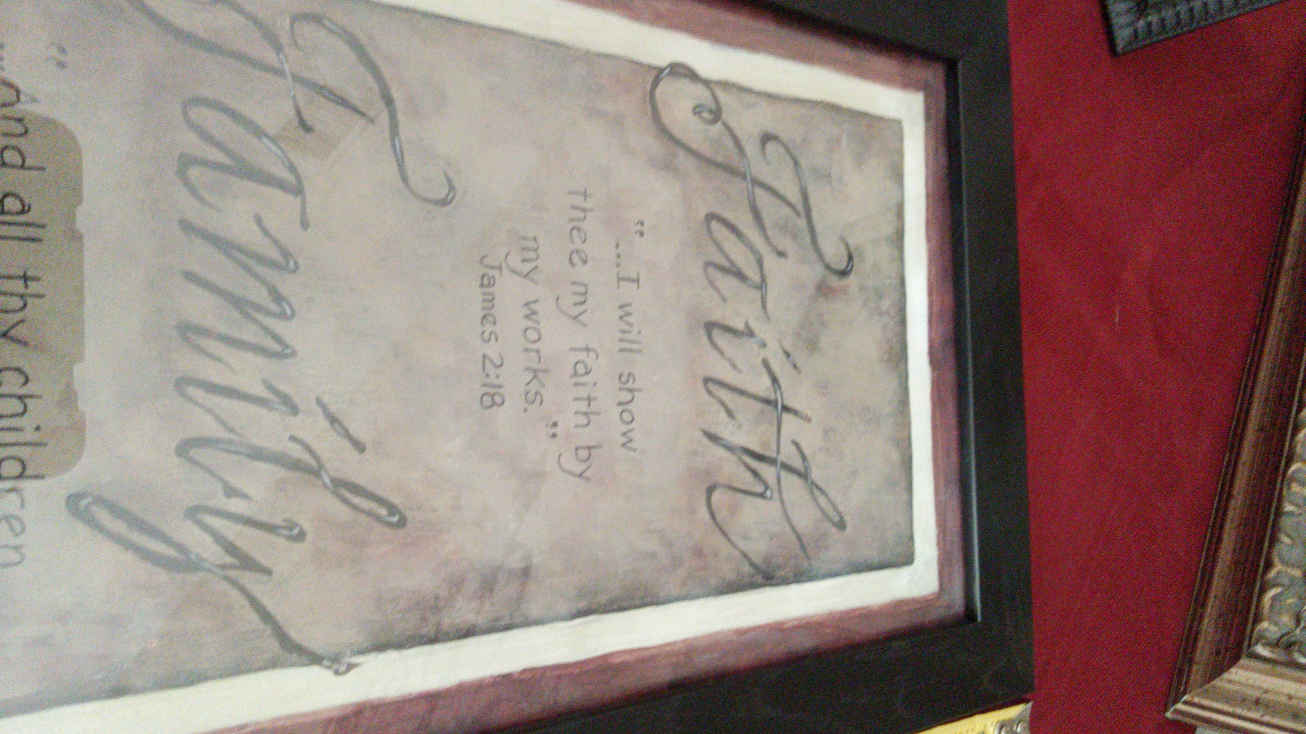 Faith
"...I will show
thee my faith by
my works."
James 2:18
Family
"...and all thy children